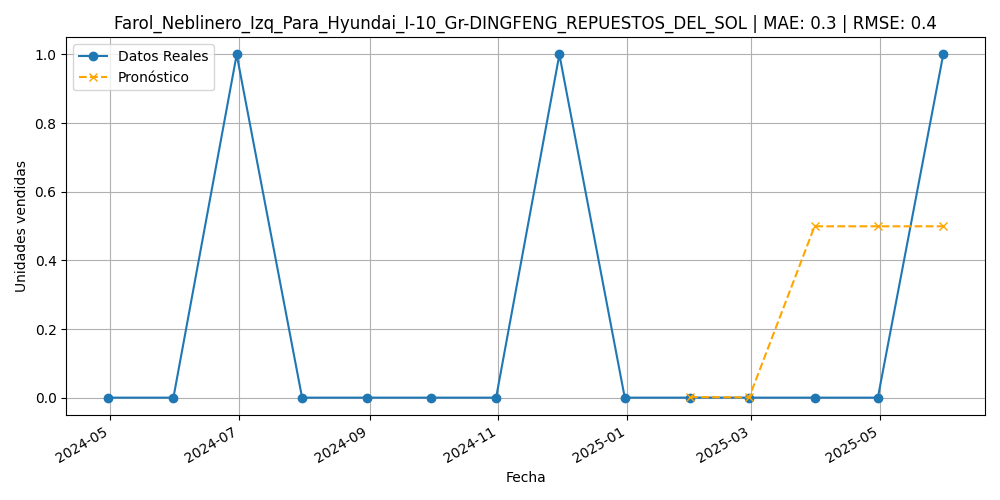 Farol_Neblinero_Izq_Para_Hyundai_I-10_Gr-DINGFENG_REPUESTOS_DEL_SOL | MAE: 0.3 | RMSE: 0.4
Datos Reales
Pronóstico
Unidades vendidas
1.0
0.8
0.6
0.4
0.2
0.0
2024-05
2024-07
2024-09
2024-11
2025-01
2025-03
2025-05
Fecha